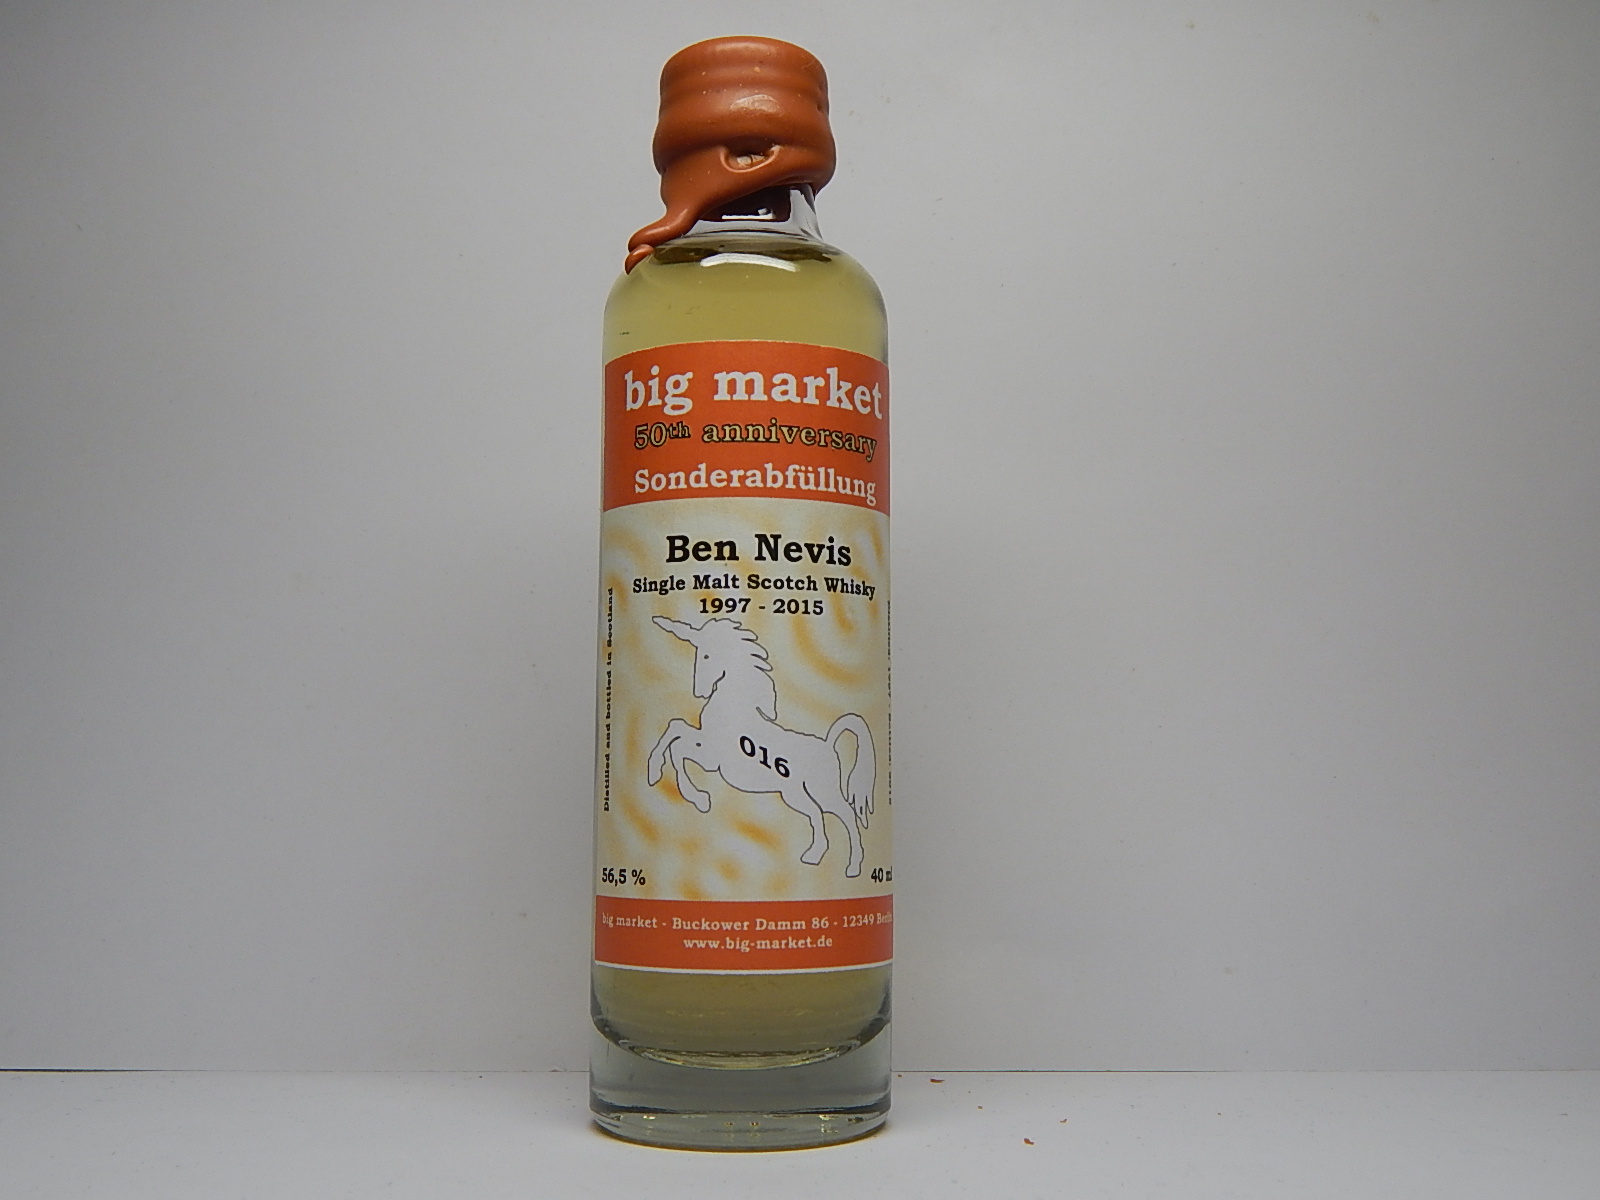 big market
50th anniversary
Sonderabfüllung
Ben Nevis
Single Malt Scotch Whisky
1997 - 2015
Distilled and bottled in Scotland
016
56,5 %
40 ml
big market - Buckower Damm 86 - 12349 Berlin
www.big-market.de